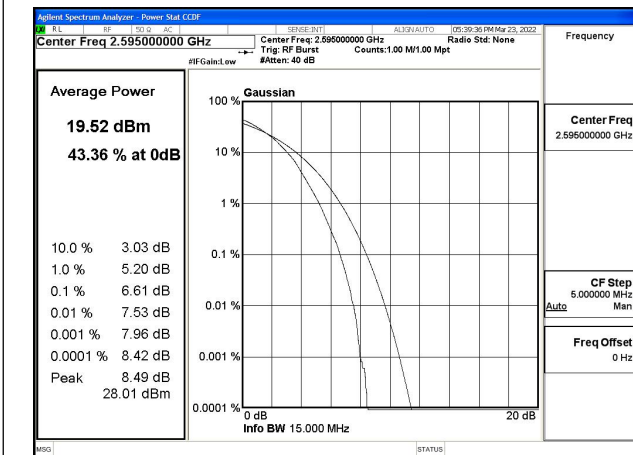 Agilent Spectrum Analyzer - Power Stat CCDF
RL RF 50 Ω AC SENSE:INT ALIGN AUTO 05:39:36 PM Mar 23, 2022
Center Freq 2.595000000 GHz
Center Freq: 2.595000000 GHz Radio Std: None
Trig: RF Burst Counts:1.00 M/1.00 Mpt
#IFGain:Low #Atten: 40 dB
Frequency
Average Power
19.52 dBm
43.36 % at 0dB
10.0 % 3.03 dB
1.0 % 5.20 dB
0.1 % 6.61 dB
0.01 % 7.53 dB
0.001 % 7.96 dB
0.0001 % 8.42 dB
Peak 8.49 dB
28.01 dBm
Gaussian
100 %
10 %
1 %
0.1 %
0.01 %
0.001 %
0.0001 %
0 dB 20 dB
Info BW 15.000 MHz
Center Freq
2.595000000 GHz
CF Step
5.000000 MHz
Auto Man
Freq Offset
0 Hz
MSG STATUS